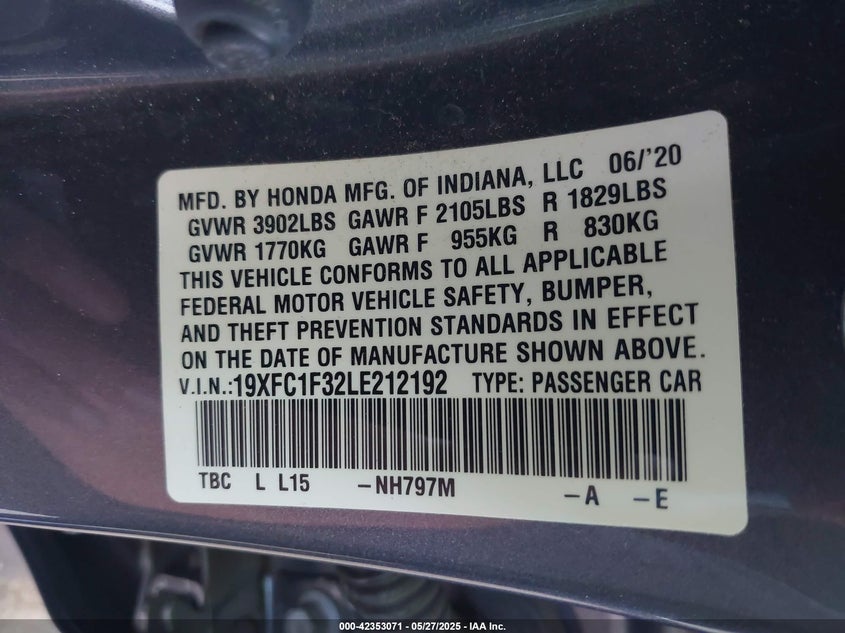 MFD. BY HONDA MFG. OF INDIANA, LLC 06/'20
GVWR 3902LBS GAWR F 2105LBS R 1829LBS
GVWR 1770KG GAWR F 955KG R 830KG
THIS VEHICLE CONFORMS TO ALL APPLICABLE
FEDERAL MOTOR VEHICLE SAFETY, BUMPER,
AND THEFT PREVENTION STANDARDS IN EFFECT
ON THE DATE OF MANUFACTURE SHOWN ABOVE.
V.I.N.:19XFC1F32LE212192 TYPE: PASSENGER CAR
TBC L L15 –NH797M –A –E
000-42353071 — 05/27/2025 - IAA Inc.